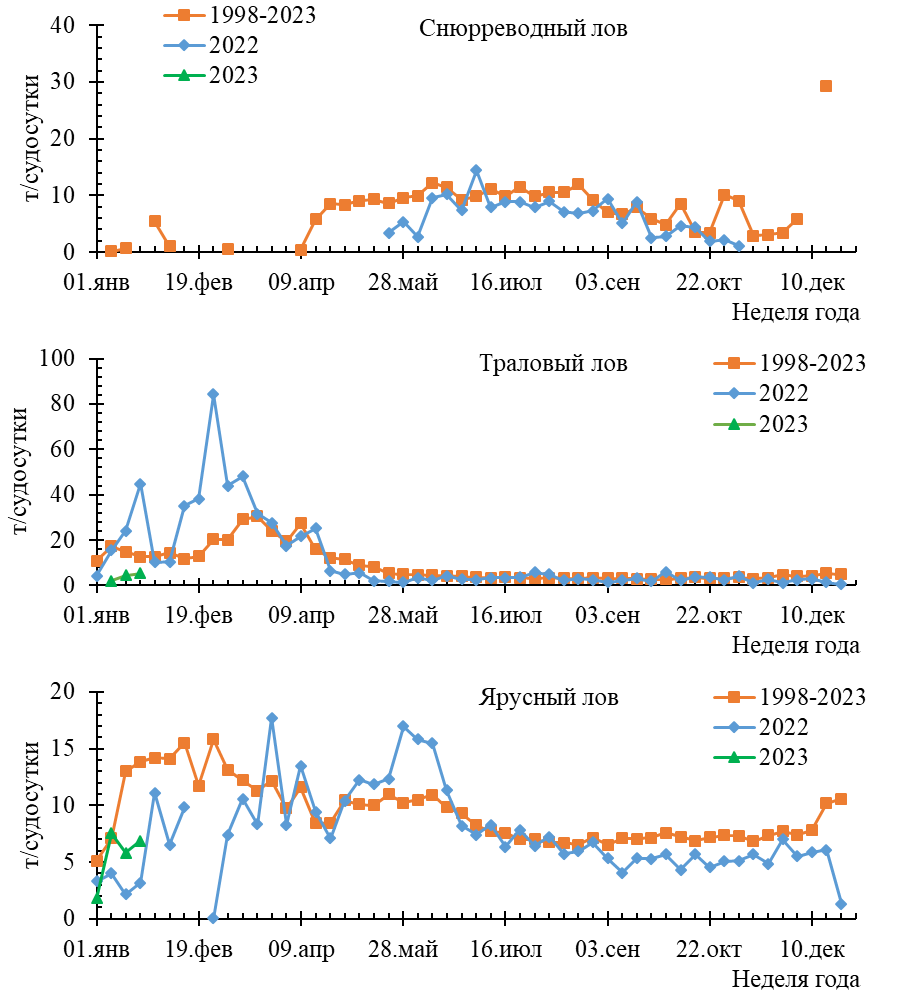 Снюрреводный лов
1998-2023
2022
2023
т/судосутки
40
30
20
10
0
01.янв 19.фев 09.апр 28.май 16.июл 03.сен 22.окт 10.дек
Неделя года
Траловый лов
1998-2023
2022
2023
т/судосутки
100
80
60
40
20
0
01.янв 19.фев 09.апр 28.май 16.июл 03.сен 22.окт 10.дек
Неделя года
Ярусный лов
1998-2023
2022
2023
т/судосутки
20
15
10
5
0
01.янв 19.фев 09.апр 28.май 16.июл 03.сен 22.окт 10.дек
Неделя года